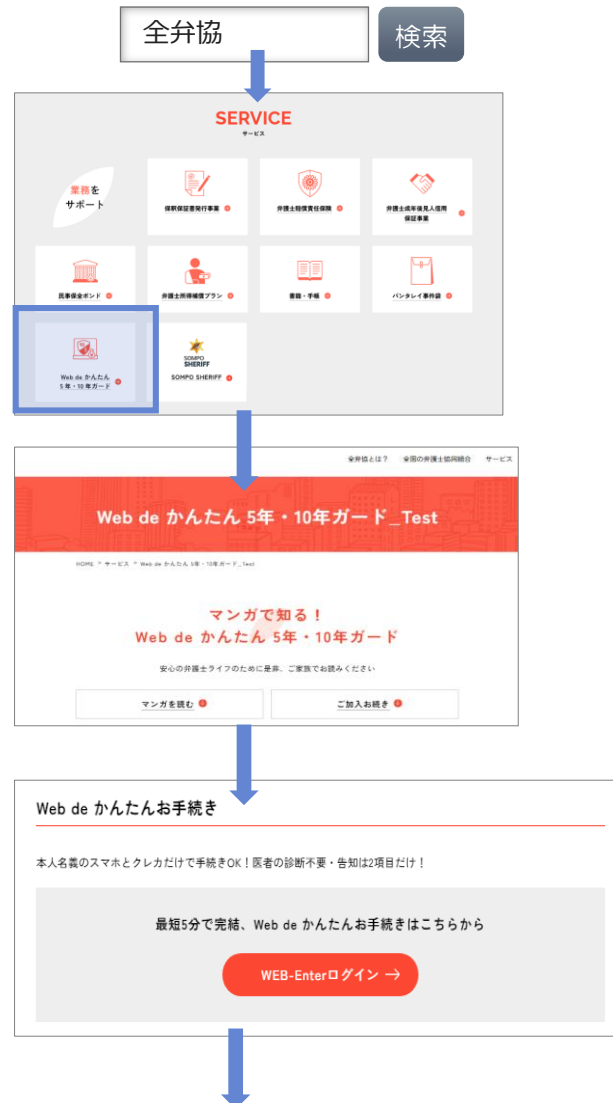 全弁協
検索
SERVICE
サービス
業務を
サポート
保釈保証書発行事業
弁護士賠償責任保険
弁護士成年後見人信用
保証事業
民事保全ボンド
弁護士所得補償プラン
書籍・手帳
パンタレイ事件袋
Web de かんたん
5年・10年ガード
SOMPO
SHERIFF
SOMPO SHERIFF
全弁協とは？ 全国の弁護士協同組合 サービス
Web de かんたん 5年・10年ガード_Test
HOME > サービス > Web de かんたん 5年・10年ガード_Test
マンガで知る！
Web de かんたん 5年・10年ガード
安心の弁護士ライフのために是非、ご家族でお読みください
マンガを読む
ご加入お続き
Web de かんたんお手続き
本人名義のスマホとクレカだけで手続きOK！医者の診断不要・告知は2項目だけ！
最短5分で完結、Web de かんたんお手続きはこちらから
WEB-Enterログイン →